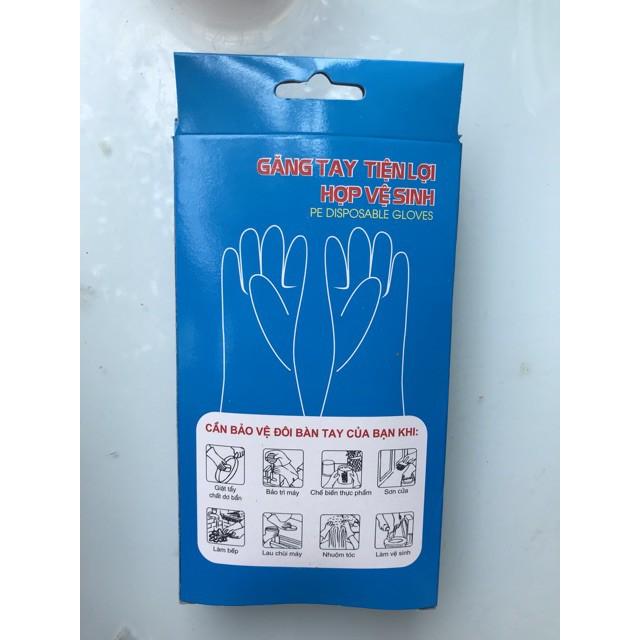 GĂNG TAY TIỆN LỢI
HỢP VỆ SINH
PE DISPOSABLE GLOVES
CẦN BẢO VỆ ĐÔI BÀN TAY CỦA BẠN KHI:
Giặt tẩy
chất dơ bẩn
Bảo trì máy
Chế biến thực phẩm
Sơn cửa
Làm bếp
Lau chùi máy
Nhuộm tóc
Làm vệ sinh